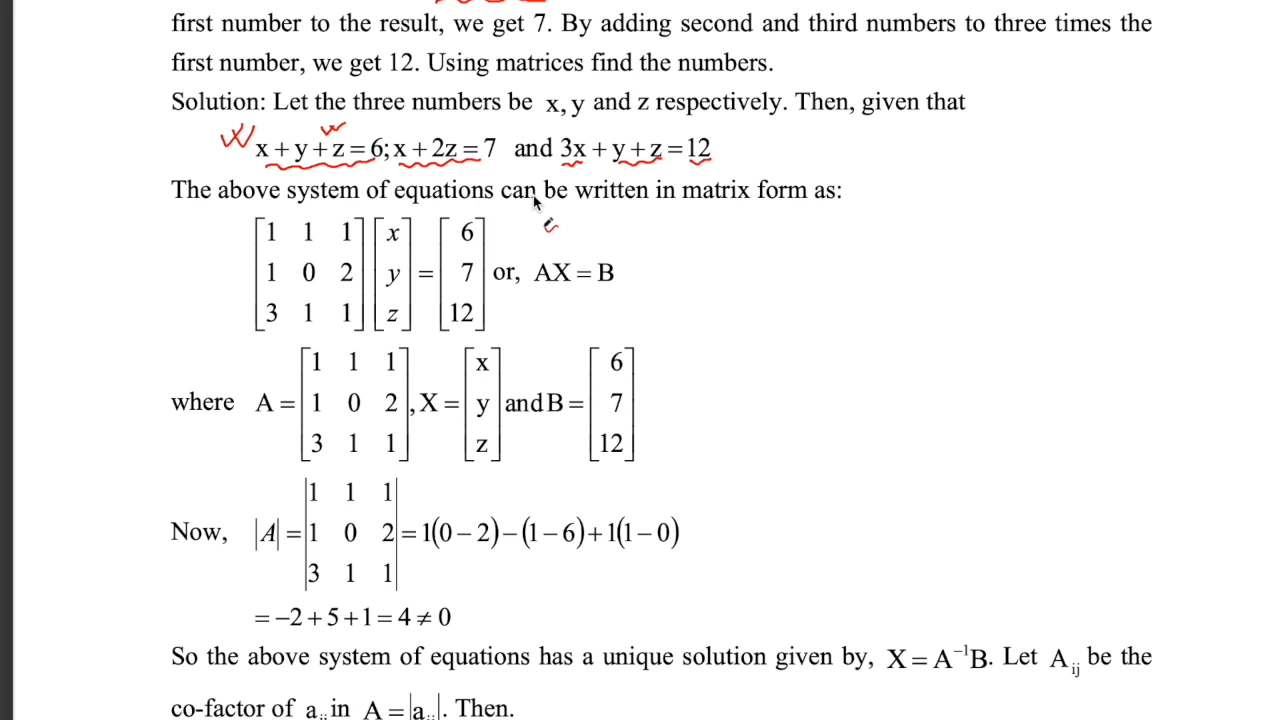 first number to the result, we get 7. By adding second and third numbers to three times the
first number, we get 12. Using matrices find the numbers.
Solution: Let the three numbers be x, y and z respectively. Then, given that
x + y + z = 6; x + 2z = 7 and 3x + y + z = 12
The above system of equations can be written in matrix form as:
[1 1 1] [x] [6]
[1 0 2] [y] = [7] or, AX = B
[3 1 1] [z] [12]
[1 1 1] [x] [6]
where A = [1 0 2], X = [y] and B = [7]
[3 1 1] [z] [12]
|1 1 1|
Now, |A| = |1 0 2| = 1(0 − 2) − (1 − 6) + 1(1 − 0)
|3 1 1|
= −2 + 5 + 1 = 4 ≠ 0
So the above system of equations has a unique solution given by, X = A⁻¹B. Let Aᵢⱼ be the
co-factor of aᵢⱼ in A = |aᵢⱼ|. Then.